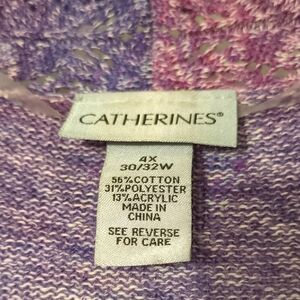 CATHERINES®
4X
30/32W
56%COTTON
31%POLYESTER
13%ACRYLIC
MADE IN
CHINA
SEE REVERSE
FOR CARE